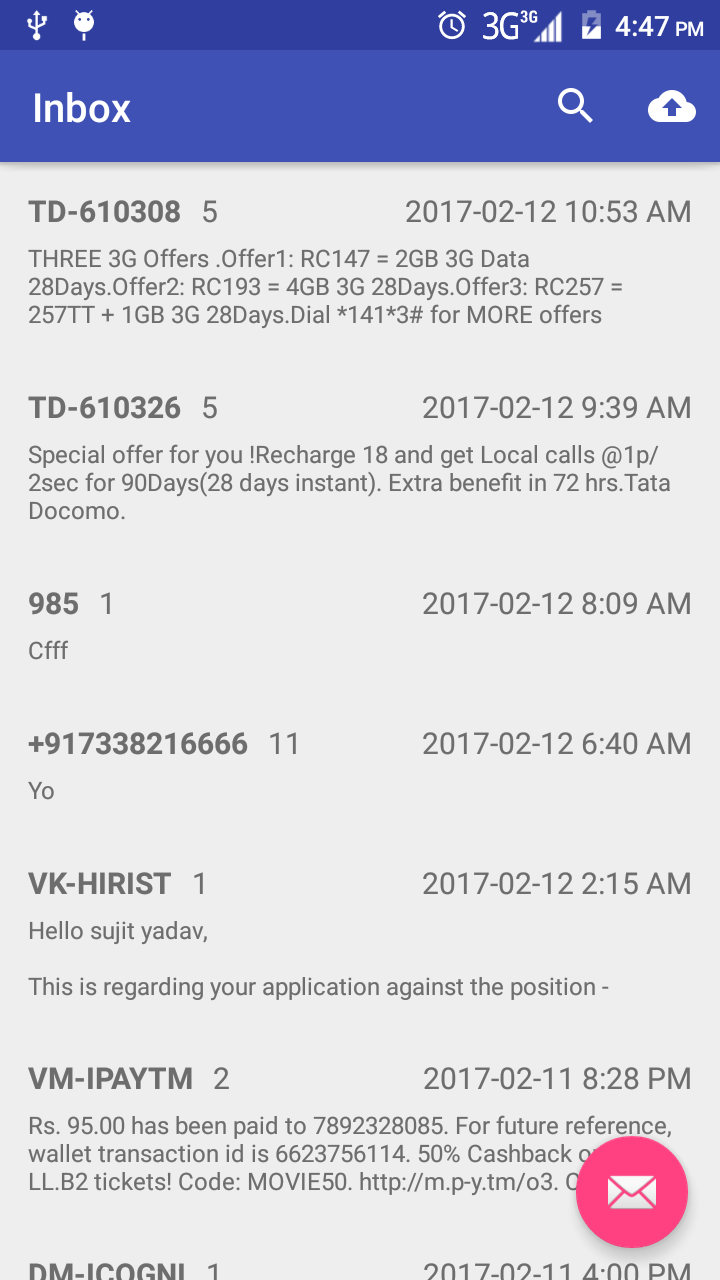 3G 3G 4:47 PM
Inbox
TD-610308 5 2017-02-12 10:53 AM
THREE 3G Offers .Offer1: RC147 = 2GB 3G Data
28Days.Offer2: RC193 = 4GB 3G 28Days.Offer3: RC257 =
257TT + 1GB 3G 28Days.Dial *141*3# for MORE offers
TD-610326 5 2017-02-12 9:39 AM
Special offer for you !Recharge 18 and get Local calls @1p/
2sec for 90Days(28 days instant). Extra benefit in 72 hrs.Tata
Docomo.
985 1 2017-02-12 8:09 AM
Cfff
+917338216666 11 2017-02-12 6:40 AM
Yo
VK-HIRIST 1 2017-02-12 2:15 AM
Hello sujit yadav,
This is regarding your application against the position -
VM-IPAYTM 2 2017-02-11 8:28 PM
Rs. 95.00 has been paid to 7892328085. For future reference,
wallet transaction id is 6623756114. 50% Cashback
LL.B2 tickets! Code: MOVIE50. http://m.p-y.tm/o3.
DM-ICOGNI 1 2017-02-11 4:00 PM